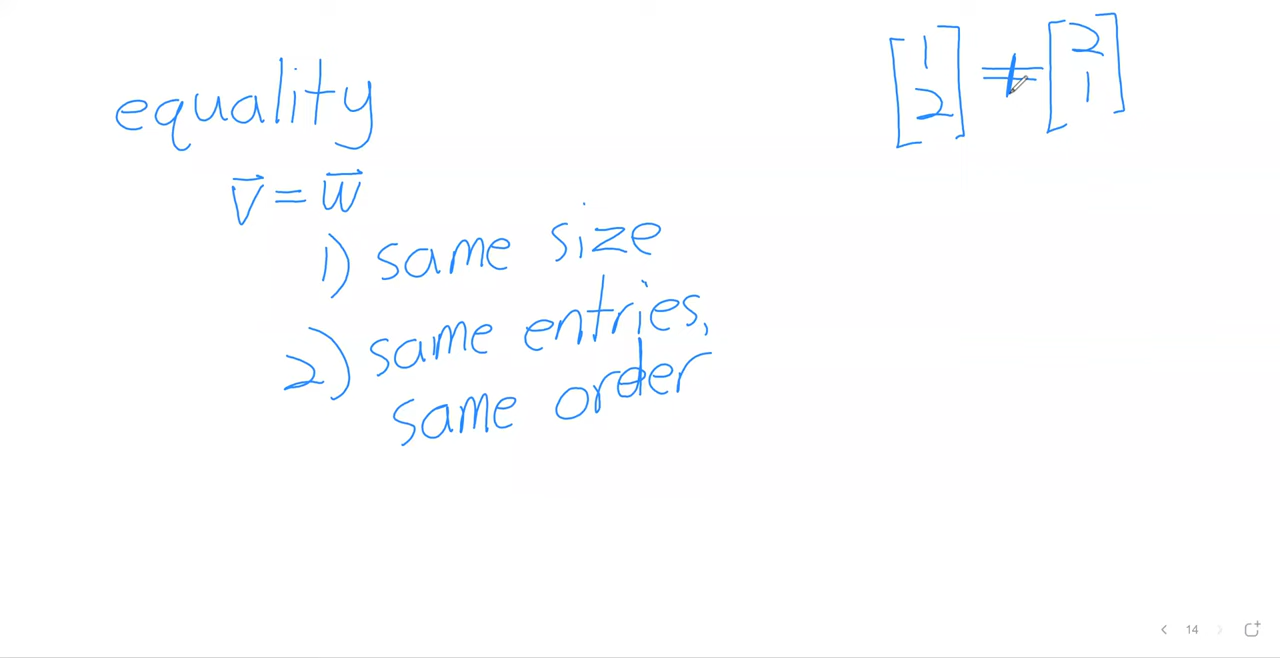 equality
[1 2] ≠ [2 1]
v⃗ = w⃗
1) same size
2) same entries,
same order
14